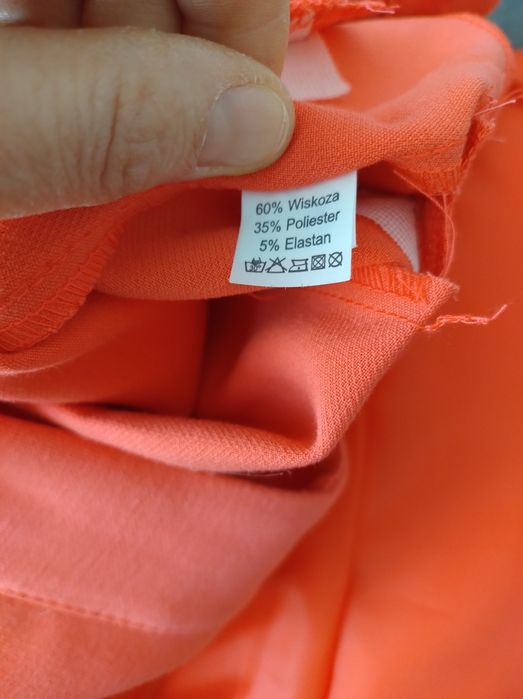 60% Wiskoza
35% Poliester
5% Elastan